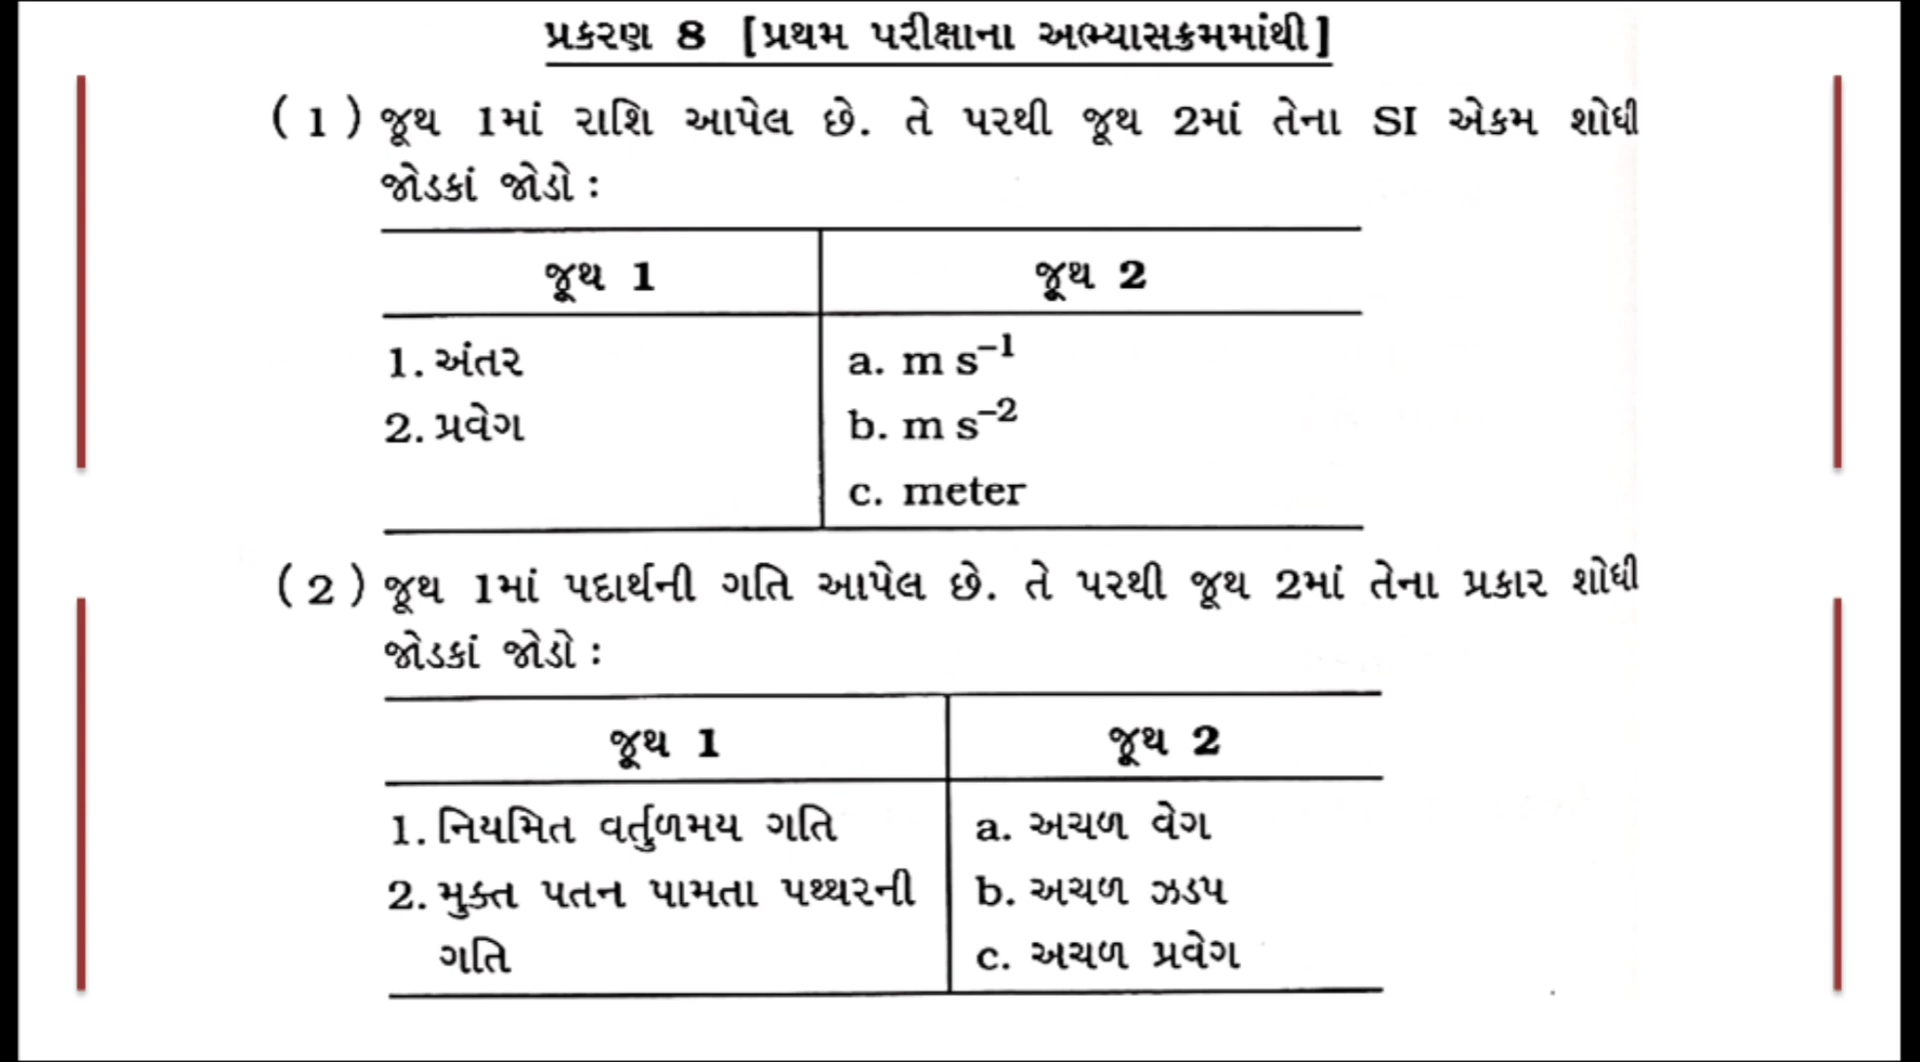 પ્રકરણ 8 [પ્રથમ પરીક્ષાના અભ્યાસક્રમમાંથી]
(1) જૂથ 1માં રાશિ આપેલ છે. તે પરથી જૂથ 2માં તેના SI એકમ શોધી
જોડકાં જોડો :
જૂથ 1 જૂથ 2
1. અંતર a. m s⁻¹
2. પ્રવેગ b. m s⁻²
c. meter
(2) જૂથ 1માં પદાર્થની ગતિ આપેલ છે. તે પરથી જૂથ 2માં તેના પ્રકાર શોધી
જોડકાં જોડો :
જૂથ 1 જૂથ 2
1. નિયમિત વર્તુળમય ગતિ a. અચળ વેગ
2. મુક્ત પતન પામતા પથ્થરની b. અચળ ઝડપ
ગતિ c. અચળ પ્રવેગ